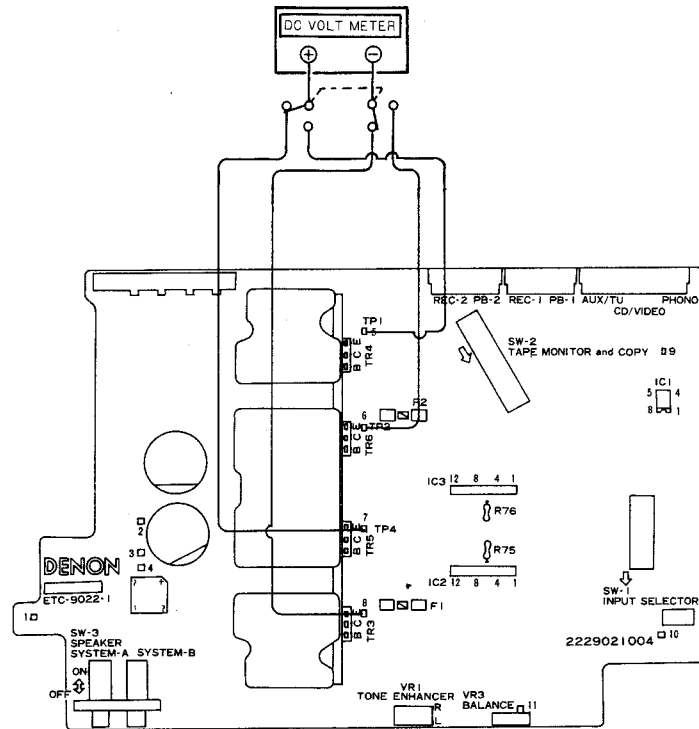 DC VOLT METER
+ −
REC-2 PB-2 REC-1 PB-1 AUX/TU PHONO
CD/VIDEO
TP1
5
B C E
TR4
SW-2
TAPE MONITOR and COPY
9
IC1
5 4
8 1
6
F2
TP2
B C E
TR6
12 8 4 1
IC3
R76
7
TP4
B C E
TR5
R75
IC2
12 8 4 1
2
3
4
DENON
ETC-9022-1
1
8
B C E
TR3
F1
SW-1
INPUT SELECTOR
2229021004
10
SW-3
SPEAKER
SYSTEM-A SYSTEM-B
ON
OFF
VR1
TONE ENHANCER
R
L
VR3
BALANCE
11